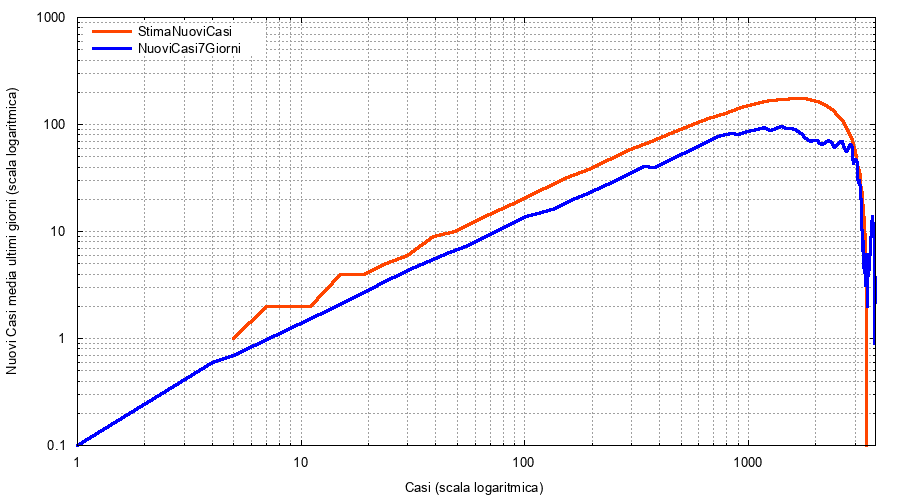 1000
StimaNuoviCasi
NuoviCasi7Giorni
100
10
1
0.1
Nuovi Casi media ultimi giorni (scala logaritmica)
1 10 100 1000
Casi (scala logaritmica)